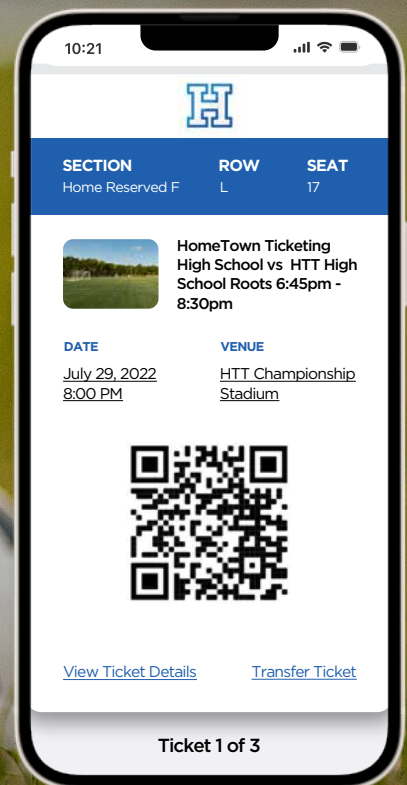 10:21
H
SECTION ROW SEAT
Home Reserved F L 17
HomeTown Ticketing
High School vs HTT High
School Roots 6:45pm -
8:30pm
DATE VENUE
July 29, 2022 HTT Championship
8:00 PM Stadium
View Ticket Details Transfer Ticket
Ticket 1 of 3